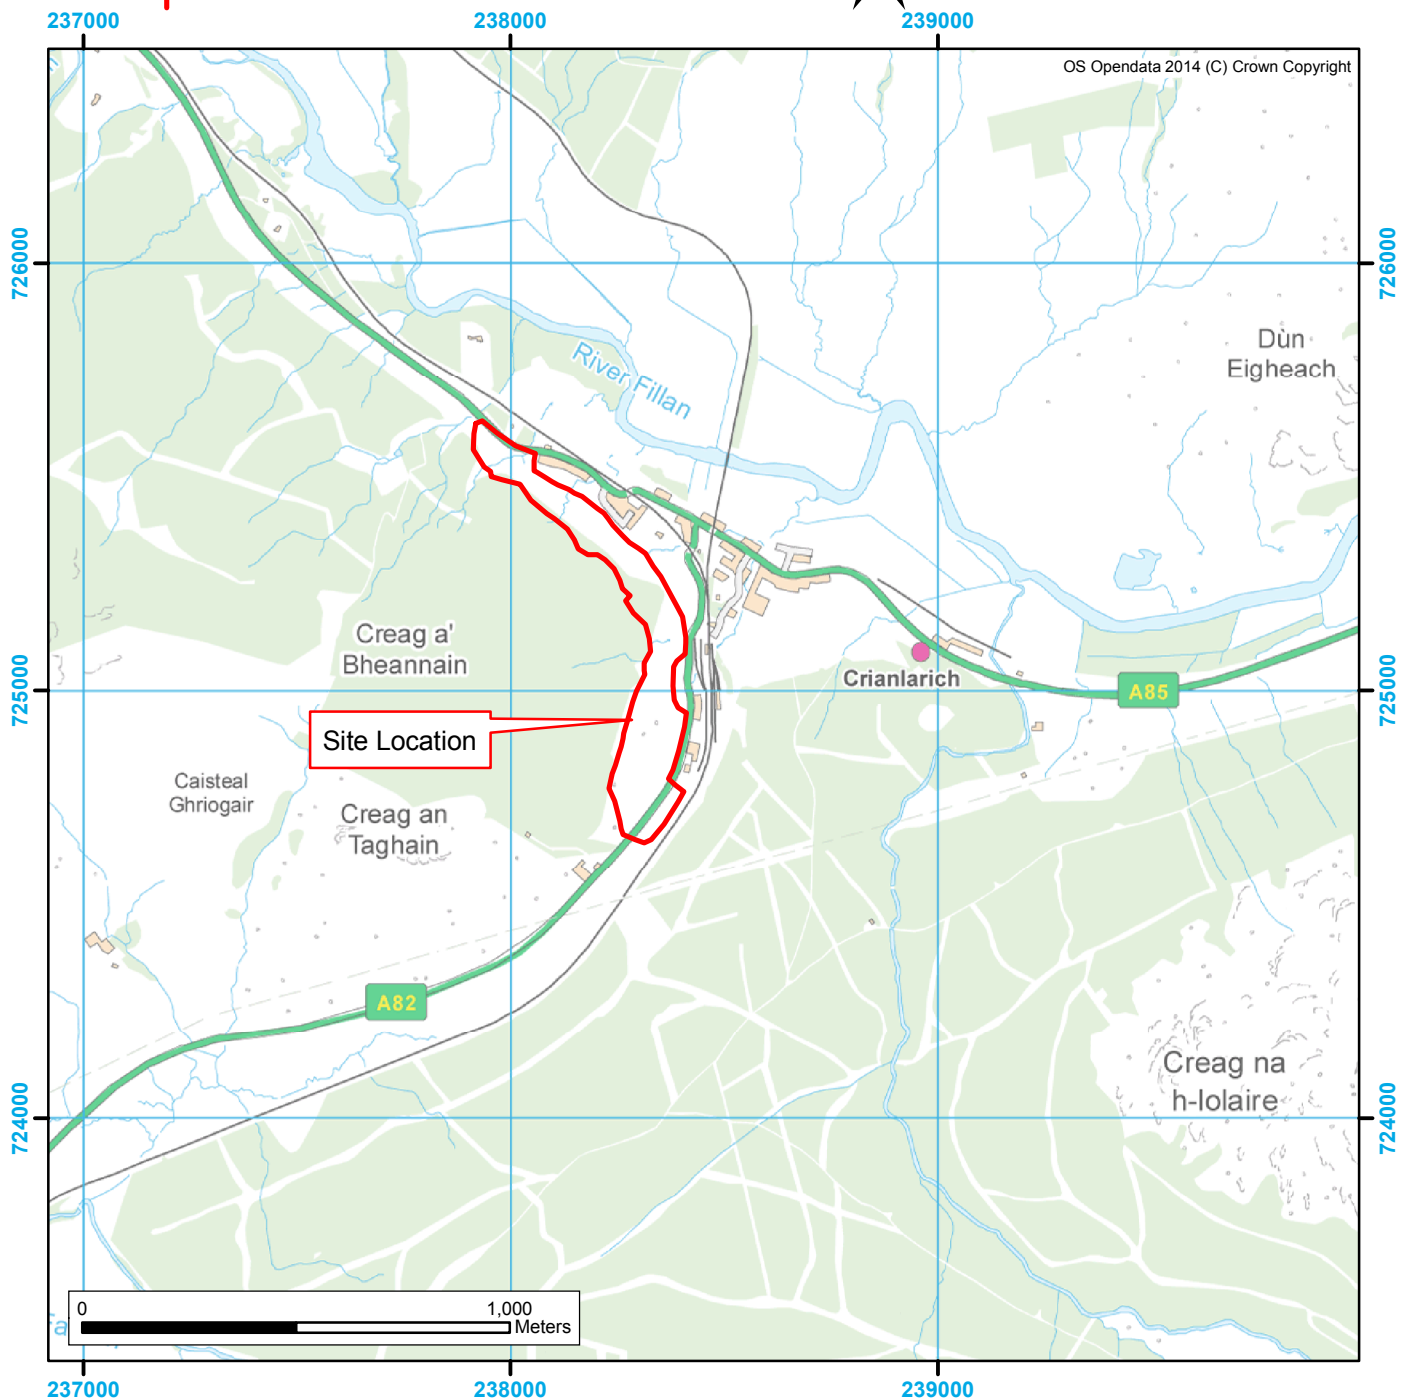 237000
238000
239000
OS Opendata 2014 (C) Crown Copyright
726000
726000
Dùn
Eigheach
River Fillan
Creag a'
Bheannain
Crianlarich
725000
725000
A85
Site Location
Caisteal
Ghriogair
Creag an
Taghain
A82
Creag na
h-Iolaire
724000
724000
0
1,000
Meters
237000
238000
239000